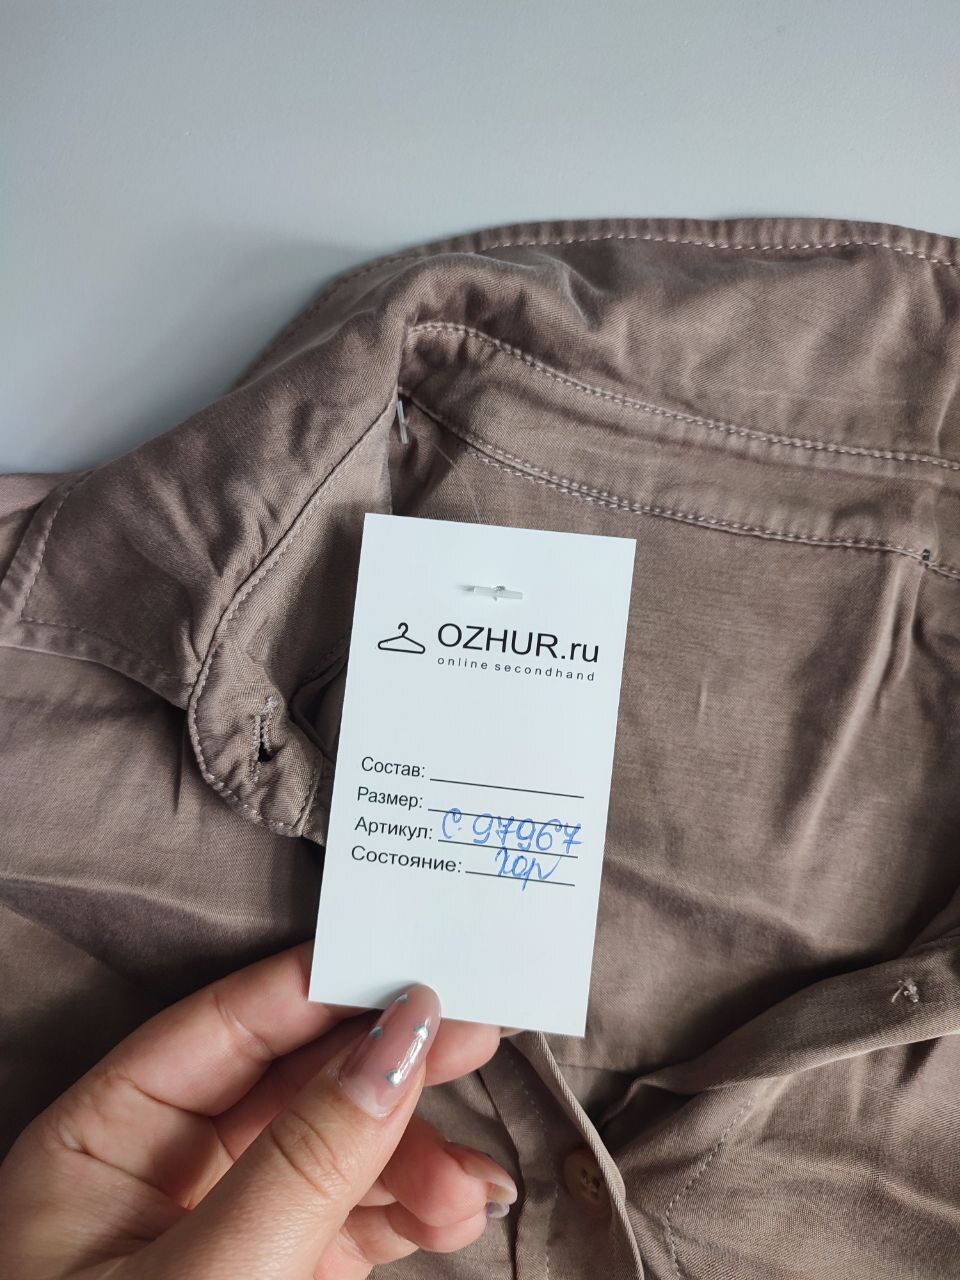 OZHUR.ru
online secondhand
Состав:
Размер:
Артикул: С. 97967
Состояние: хор